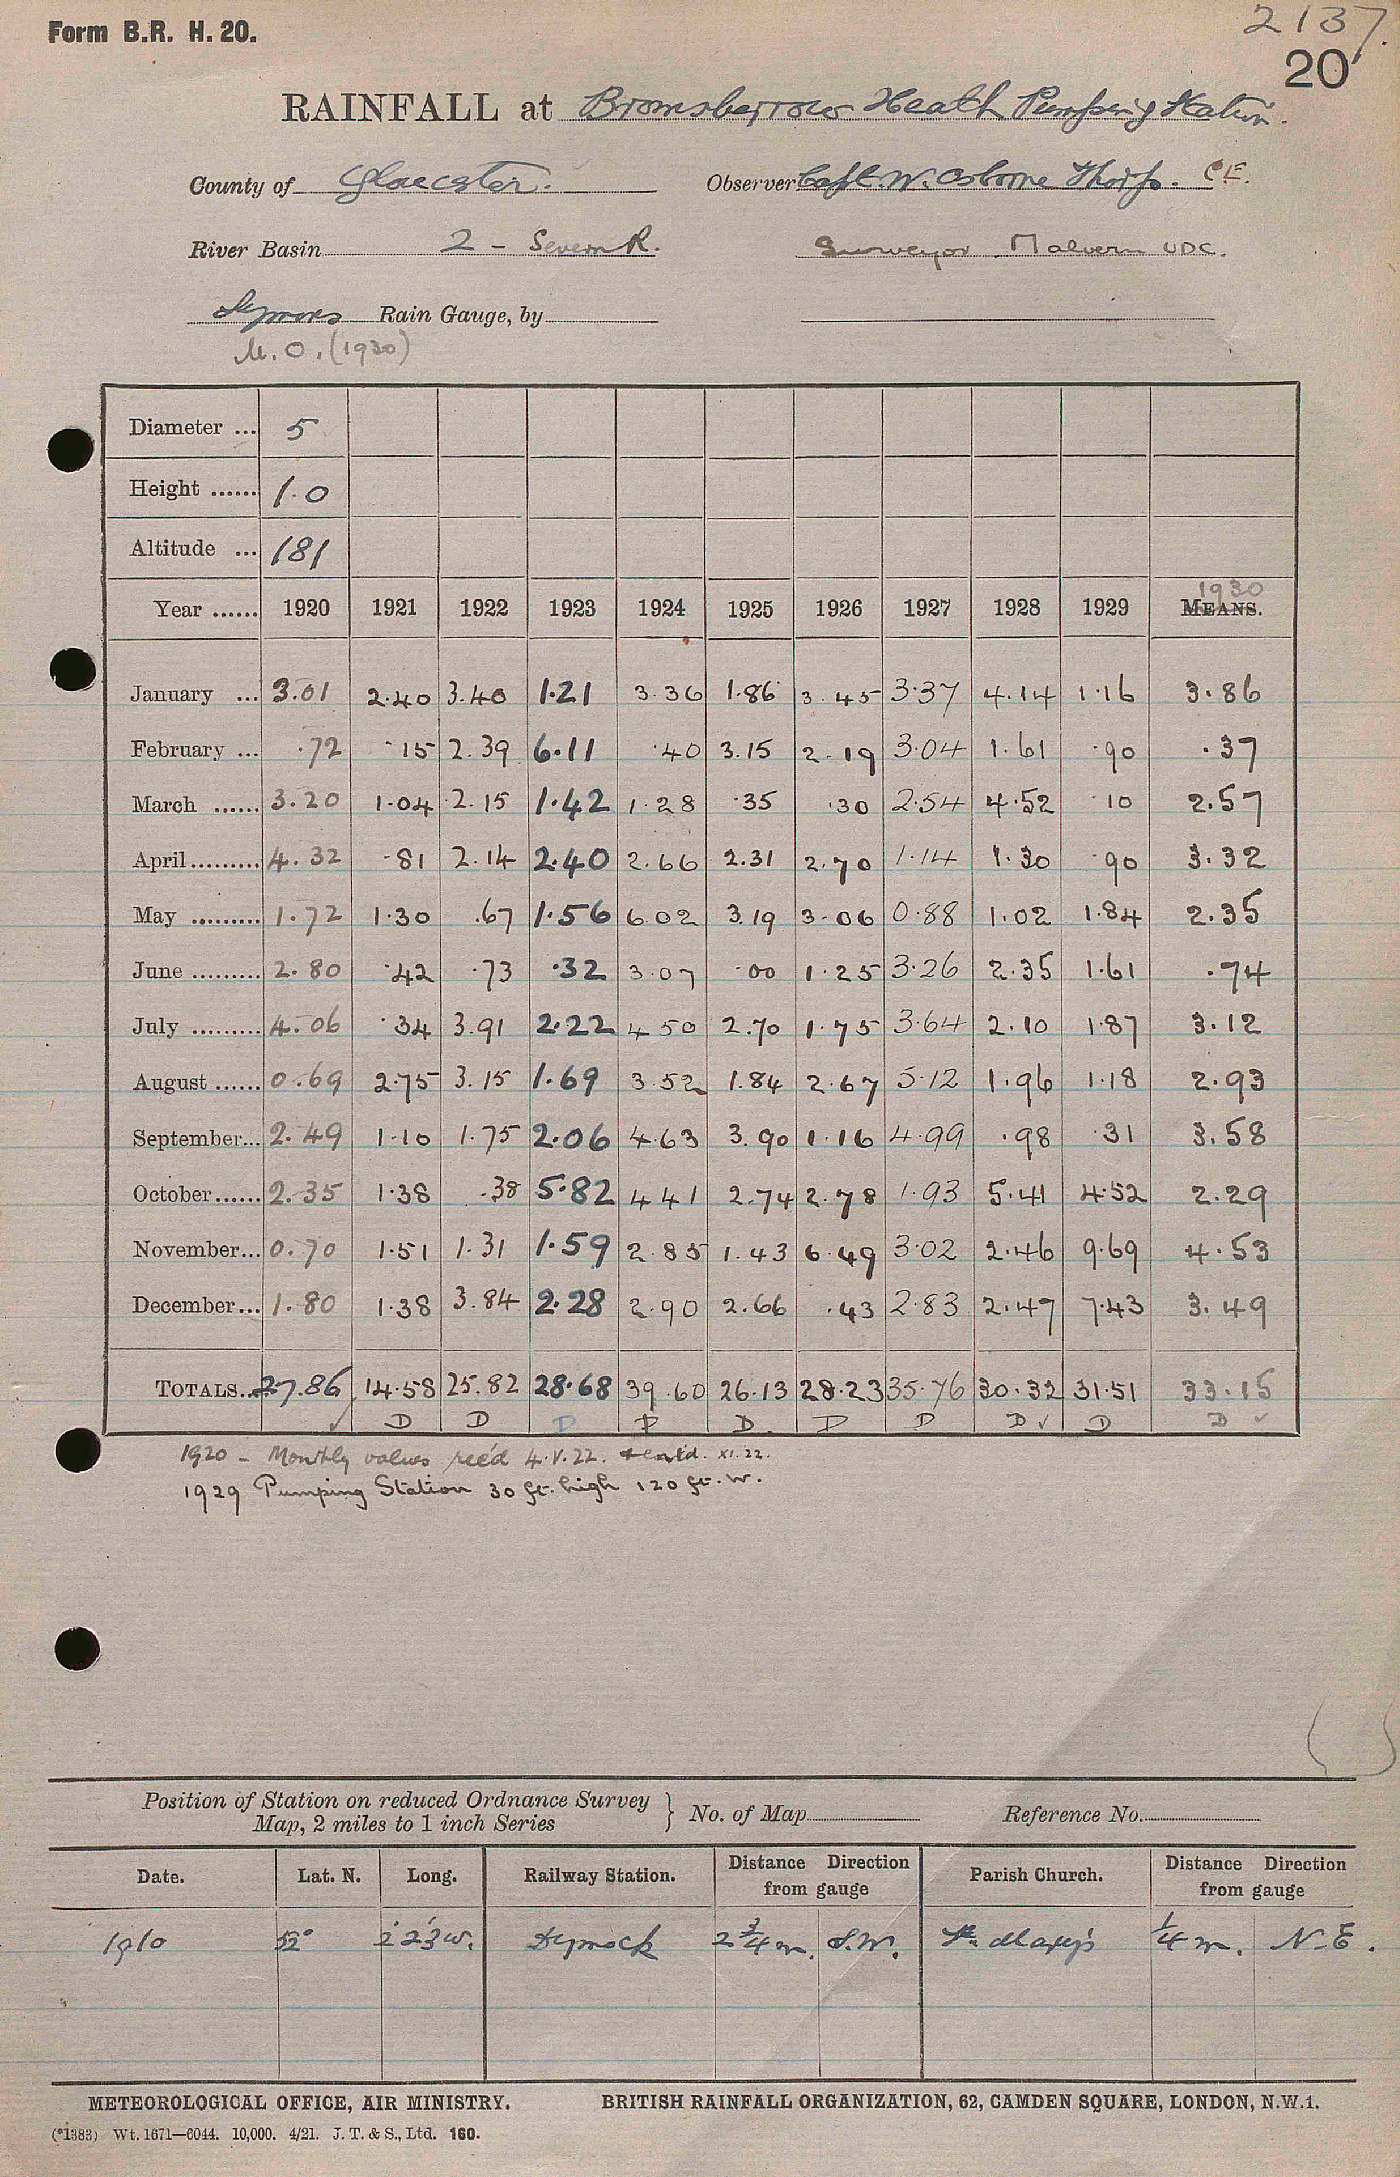 2137.
Form B.R. H. 20.
20
RAINFALL at Bromsberrow Heath Pumping Station.
County of Gloucester. Observer Capt W. Osborne Thorp. C.E.
River Basin 2 - Severn R. Surveyor Malvern UDC.
Symons Rain Gauge, by
M.O. (1930)
Diameter ... 5
Height ...... 1.0
Altitude ... 181
1930
Year ...... 1920 1921 1922 1923 1924 1925 1926 1927 1928 1929 MEANS.
January ... 3.01 2.40 3.40 1.21 3.36 1.86 3.45 3.37 4.14 1.16 3.86
February ... .72 .15 2.39 6.11 .40 3.15 2.19 3.04 1.61 .90 .37
March ...... 3.20 1.04 2.15 1.42 1.28 .35 .30 2.54 4.52 .10 2.57
April ......... 4.32 .81 2.14 2.40 2.66 2.31 2.70 1.14 1.30 .90 3.32
May ......... 1.72 1.30 .67 1.56 6.02 3.19 3.06 0.88 1.02 1.84 2.35
June ......... 2.80 .42 .73 .32 3.07 .00 1.25 3.26 2.35 1.61 .74
July ......... 4.06 .34 3.91 2.22 4.50 2.70 1.75 3.64 2.10 1.87 3.12
August ...... 0.69 2.75 3.15 1.69 3.52 1.84 2.67 5.12 1.96 1.18 2.93
September... 2.49 1.10 1.75 2.06 4.63 3.90 1.16 4.99 .98 .31 3.58
October...... 2.35 1.38 .38 5.82 4.41 2.74 2.78 1.93 5.41 4.52 2.29
November... 0.70 1.51 1.31 1.59 2.85 1.43 6.49 3.02 2.46 9.69 4.53
December... 1.80 1.38 3.84 2.28 2.90 2.66 .43 2.83 2.47 7.43 3.49
TOTALS... 27.86 14.58 25.82 28.68 39.60 26.13 28.23 35.76 30.32 31.51 33.15
✓ D D D D D. D D D ✓ D D ✓
1920 - Monthly values rec'd 4.V.22. & ent'd. XI.22.
1929 Pumping Station 30 ft. high 120 ft. W.
Position of Station on reduced Ordnance Survey
Map, 2 miles to 1 inch Series } No. of Map Reference No.
Date. Lat. N. Long. Railway Station. Distance Direction from gauge Parish Church. Distance Direction from gauge
1910 52° 2° 23' W. Dymock 2 3/4 m. S.W. St. Mary's 1/4 m. N.E.
METEOROLOGICAL OFFICE, AIR MINISTRY. BRITISH RAINFALL ORGANIZATION, 62, CAMDEN SQUARE, LONDON, N.W.1.
(*1383) Wt. 1671—6044. 10,000. 4/21. J. T. & S., Ltd. 160.